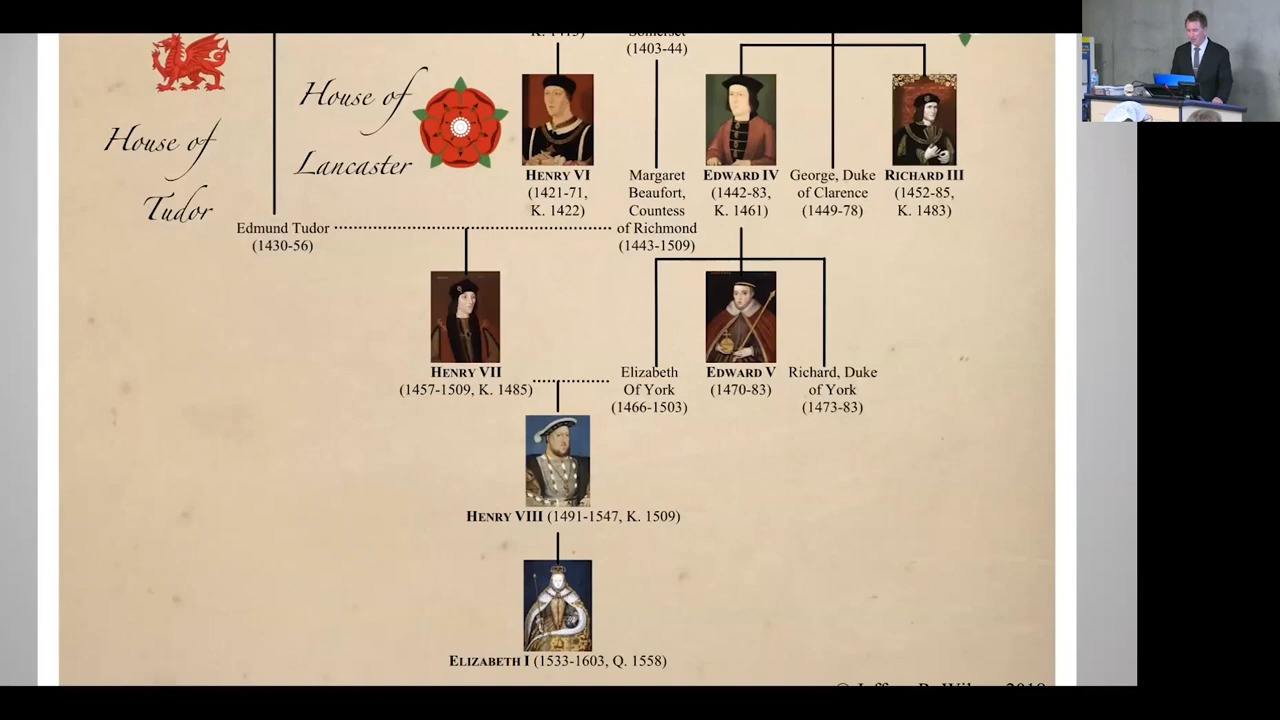 K. 1413)
Somerset
(1403-44)
House of
Lancaster
House of
Tudor
HENRY VI
(1421-71,
K. 1422)
Margaret
Beaufort,
Countess
of Richmond
(1443-1509)
EDWARD IV
(1442-83,
K. 1461)
George, Duke
of Clarence
(1449-78)
RICHARD III
(1452-85,
K. 1483)
Edmund Tudor
(1430-56)
HENRY VII
(1457-1509, K. 1485)
Elizabeth
Of York
(1466-1503)
EDWARD V
(1470-83)
Richard, Duke
of York
(1473-83)
HENRY VIII (1491-1547, K. 1509)
ELIZABETH I (1533-1603, Q. 1558)